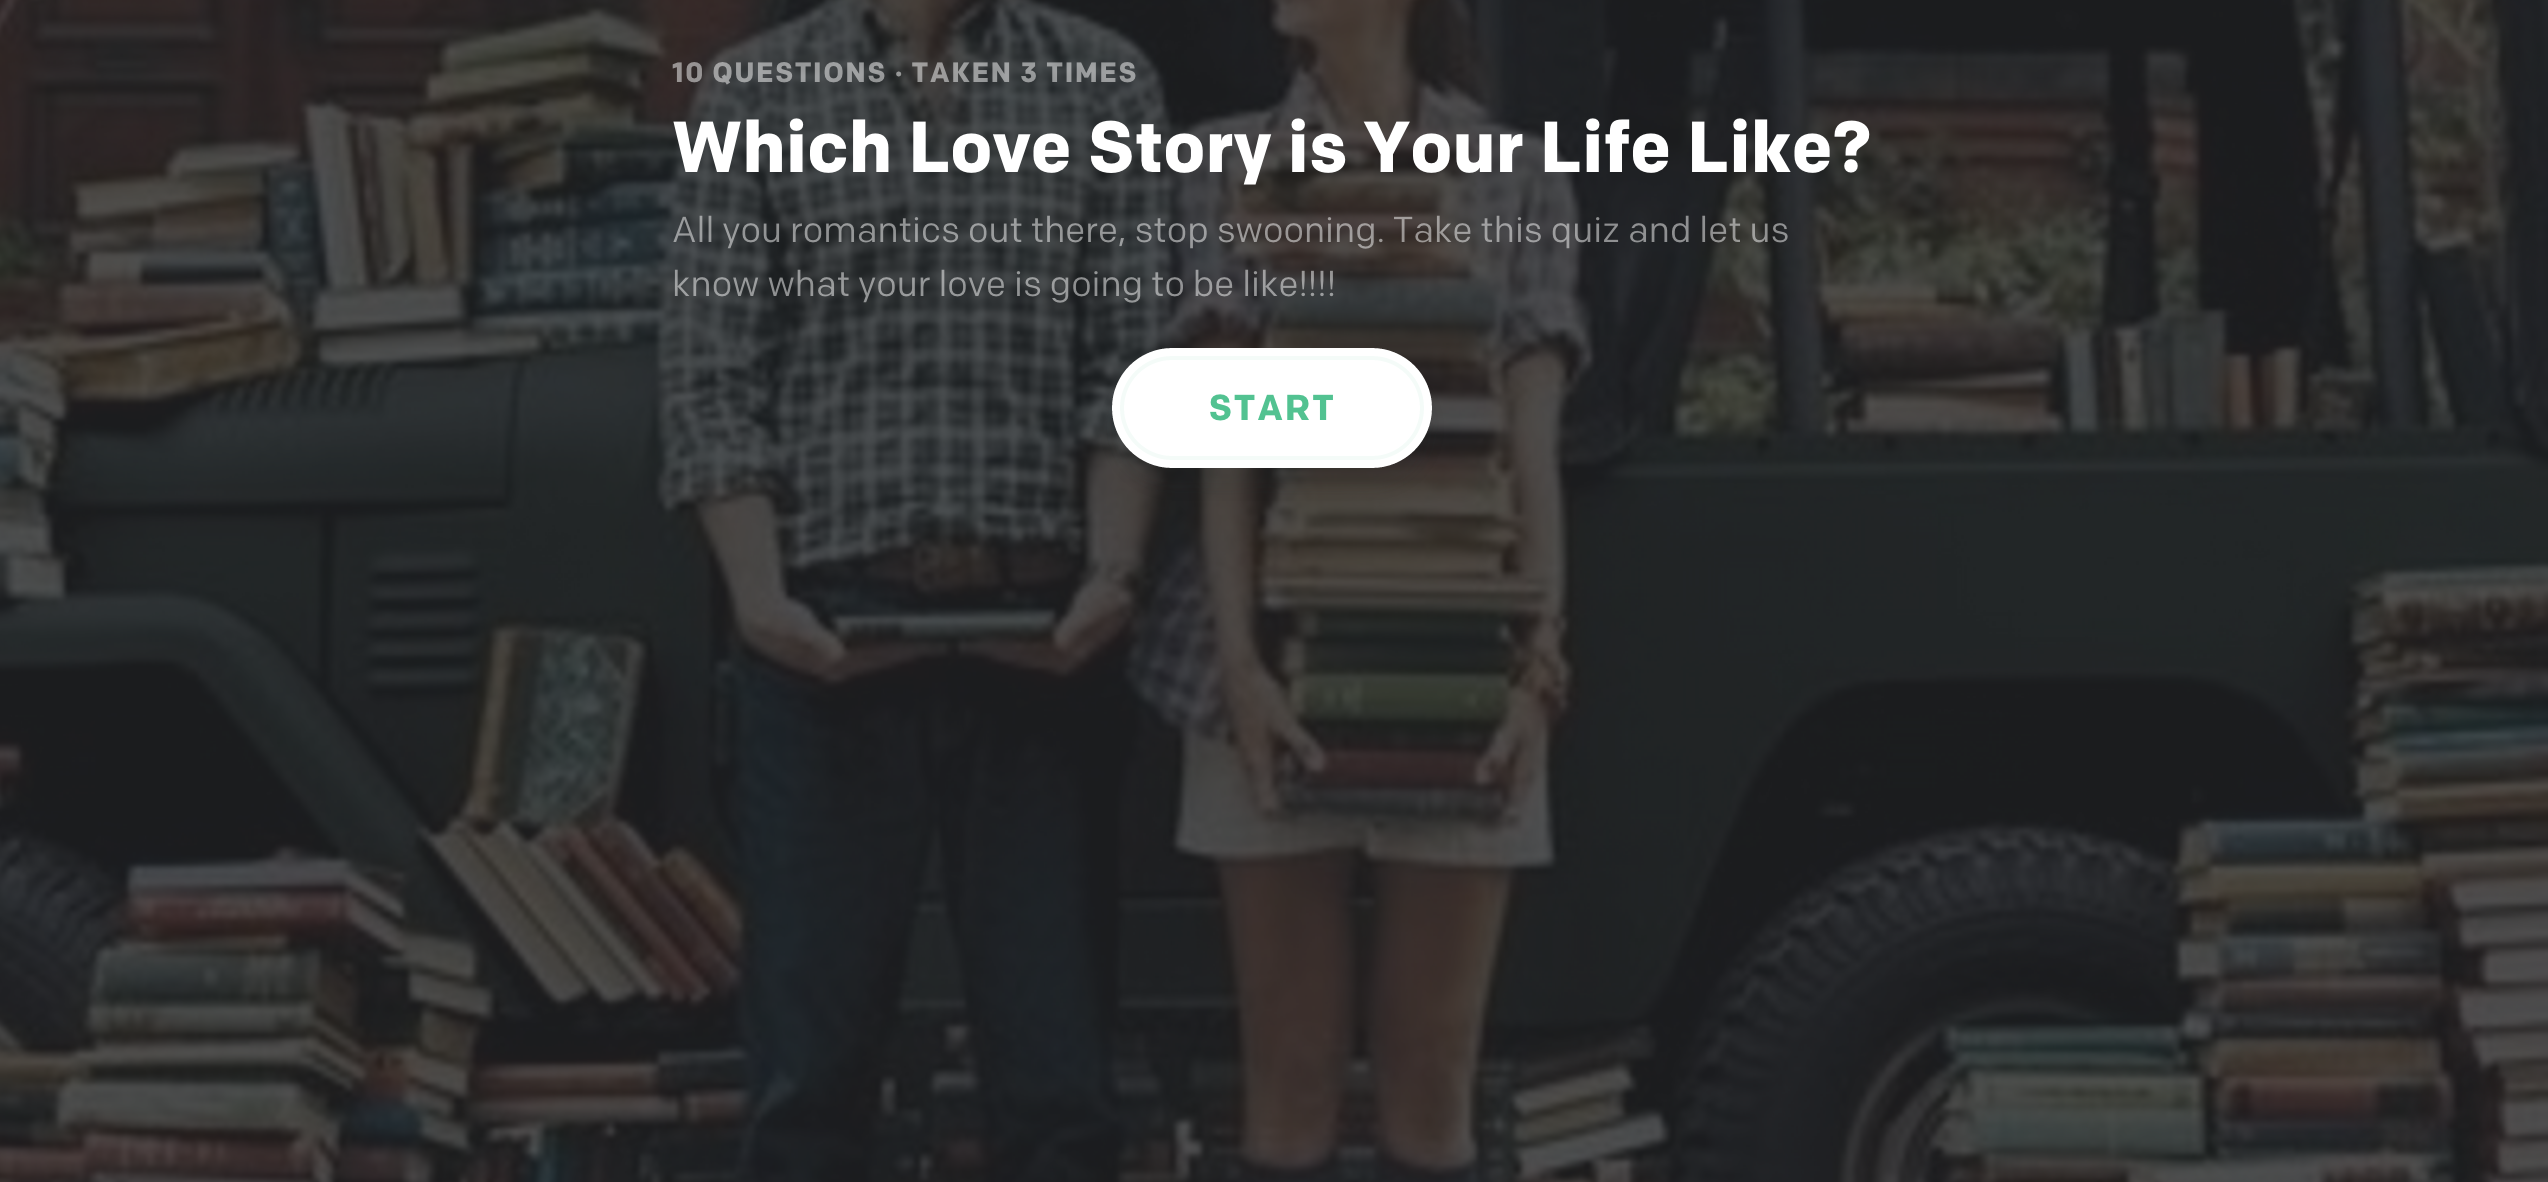 10 QUESTIONS · TAKEN 3 TIMES
Which Love Story is Your Life Like?
All you romantics out there, stop swooning. Take this quiz and let us
know what your love is going to be like!!!!
START